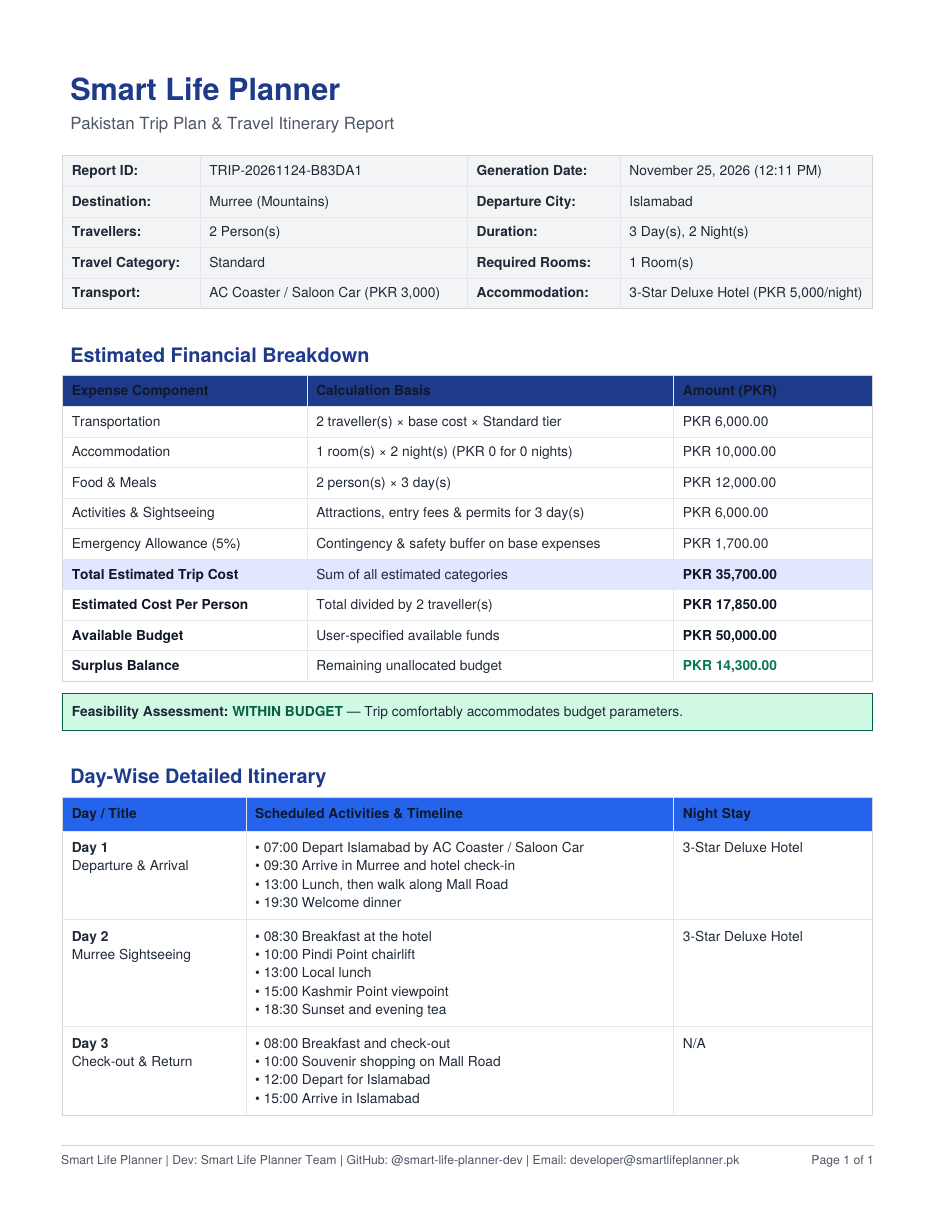 Smart Life Planner
Pakistan Trip Plan & Travel Itinerary Report
Report ID: TRIP-20261124-B83DA1 Generation Date: November 25, 2026 (12:11 PM)
Destination: Murree (Mountains) Departure City: Islamabad
Travellers: 2 Person(s) Duration: 3 Day(s), 2 Night(s)
Travel Category: Standard Required Rooms: 1 Room(s)
Transport: AC Coaster / Saloon Car (PKR 3,000) Accommodation: 3-Star Deluxe Hotel (PKR 5,000/night)
Estimated Financial Breakdown
Expense Component Calculation Basis Amount (PKR)
Transportation 2 traveller(s) × base cost × Standard tier PKR 6,000.00
Accommodation 1 room(s) × 2 night(s) (PKR 0 for 0 nights) PKR 10,000.00
Food & Meals 2 person(s) × 3 day(s) PKR 12,000.00
Activities & Sightseeing Attractions, entry fees & permits for 3 day(s) PKR 6,000.00
Emergency Allowance (5%) Contingency & safety buffer on base expenses PKR 1,700.00
Total Estimated Trip Cost Sum of all estimated categories PKR 35,700.00
Estimated Cost Per Person Total divided by 2 traveller(s) PKR 17,850.00
Available Budget User-specified available funds PKR 50,000.00
Surplus Balance Remaining unallocated budget PKR 14,300.00
Feasibility Assessment: WITHIN BUDGET — Trip comfortably accommodates budget parameters.
Day-Wise Detailed Itinerary
Day / Title Scheduled Activities & Timeline Night Stay
Day 1 • 07:00 Depart Islamabad by AC Coaster / Saloon Car 3-Star Deluxe Hotel
Departure & Arrival • 09:30 Arrive in Murree and hotel check-in
• 13:00 Lunch, then walk along Mall Road
• 19:30 Welcome dinner
Day 2 • 08:30 Breakfast at the hotel 3-Star Deluxe Hotel
Murree Sightseeing • 10:00 Pindi Point chairlift
• 13:00 Local lunch
• 15:00 Kashmir Point viewpoint
• 18:30 Sunset and evening tea
Day 3 • 08:00 Breakfast and check-out N/A
Check-out & Return • 10:00 Souvenir shopping on Mall Road
• 12:00 Depart for Islamabad
• 15:00 Arrive in Islamabad
Smart Life Planner | Dev: Smart Life Planner Team | GitHub: @smart-life-planner-dev | Email: developer@smartlifeplanner.pk Page 1 of 1